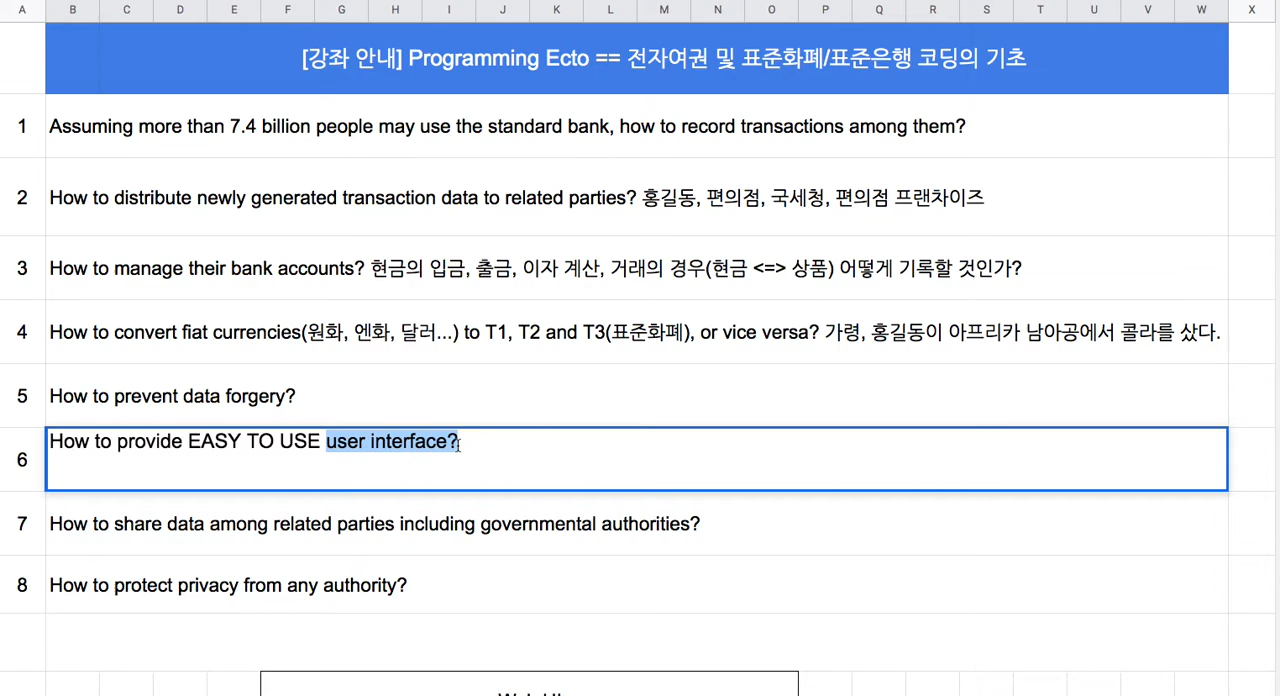 A B C D E F G H I J K L M N O P Q R S T U V W X
[강좌 안내] Programming Ecto == 전자여권 및 표준화폐/표준은행 코딩의 기초
1 Assuming more than 7.4 billion people may use the standard bank, how to record transactions among them?
2 How to distribute newly generated transaction data to related parties? 홍길동, 편의점, 국세청, 편의점 프랜차이즈
3 How to manage their bank accounts? 현금의 입금, 출금, 이자 계산, 거래의 경우(현금 <=> 상품) 어떻게 기록할 것인가?
4 How to convert fiat currencies(원화, 엔화, 달러...) to T1, T2 and T3(표준화폐), or vice versa? 가령, 홍길동이 아프리카 남아공에서 콜라를 샀다.
5 How to prevent data forgery?
6 How to provide EASY TO USE user interface?
7 How to share data among related parties including governmental authorities?
8 How to protect privacy from any authority?